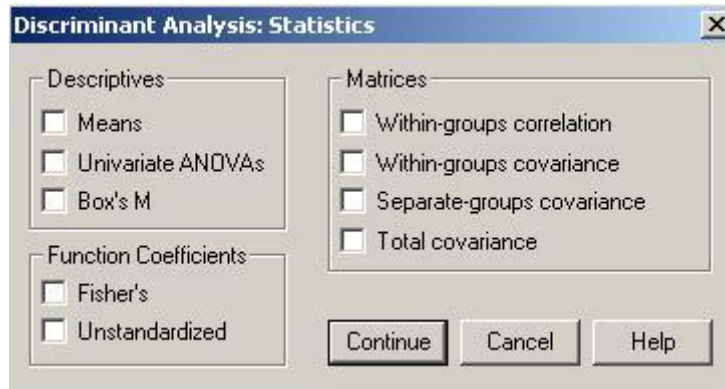 Discriminant Analysis: Statistics
Descriptives
Means
Univariate ANOVAs
Box's M
Function Coefficients
Fisher's
Unstandardized
Matrices
Within-groups correlation
Within-groups covariance
Separate-groups covariance
Total covariance
Continue
Cancel
Help